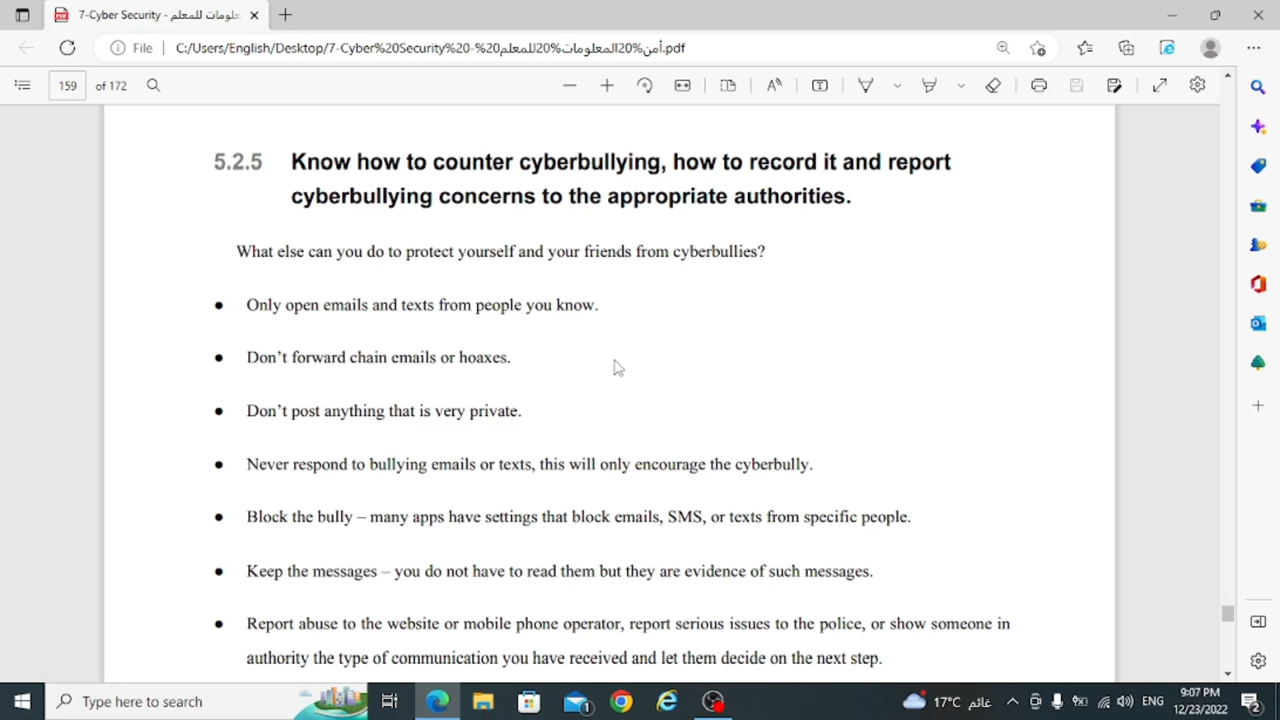 7-Cyber Security - أمن المعلومات للمعلم
File
C:/Users/English/Desktop/7-Cyber%20Security%20-%20أمن%20المعلومات%20للمعلم.pdf
159 of 172
5.2.5 Know how to counter cyberbullying, how to record it and report
cyberbullying concerns to the appropriate authorities.
What else can you do to protect yourself and your friends from cyberbullies?
● Only open emails and texts from people you know.
● Don’t forward chain emails or hoaxes.
● Don’t post anything that is very private.
● Never respond to bullying emails or texts, this will only encourage the cyberbully.
● Block the bully – many apps have settings that block emails, SMS, or texts from specific people.
● Keep the messages – you do not have to read them but they are evidence of such messages.
● Report abuse to the website or mobile phone operator, report serious issues to the police, or show someone in
authority the type of communication you have received and let them decide on the next step.
Type here to search
1
17°C غائم
ENG
9:07 PM
12/23/2022
2